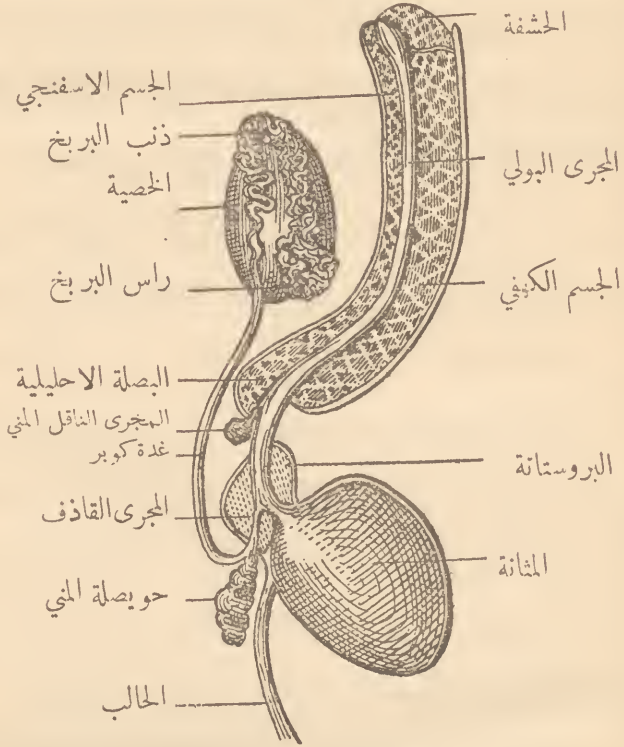 الحشفة
الجسم الاسفنجي
ذنب البربخ
المجرى البولي
الخصية
راس البربخ
الجسم الكهفي
البصلة الاحليلية
المجرى الناقل المني
غدة كوبر
البروستانة
المجرى القاذف
المثانة
حويصلة المني
الحالب